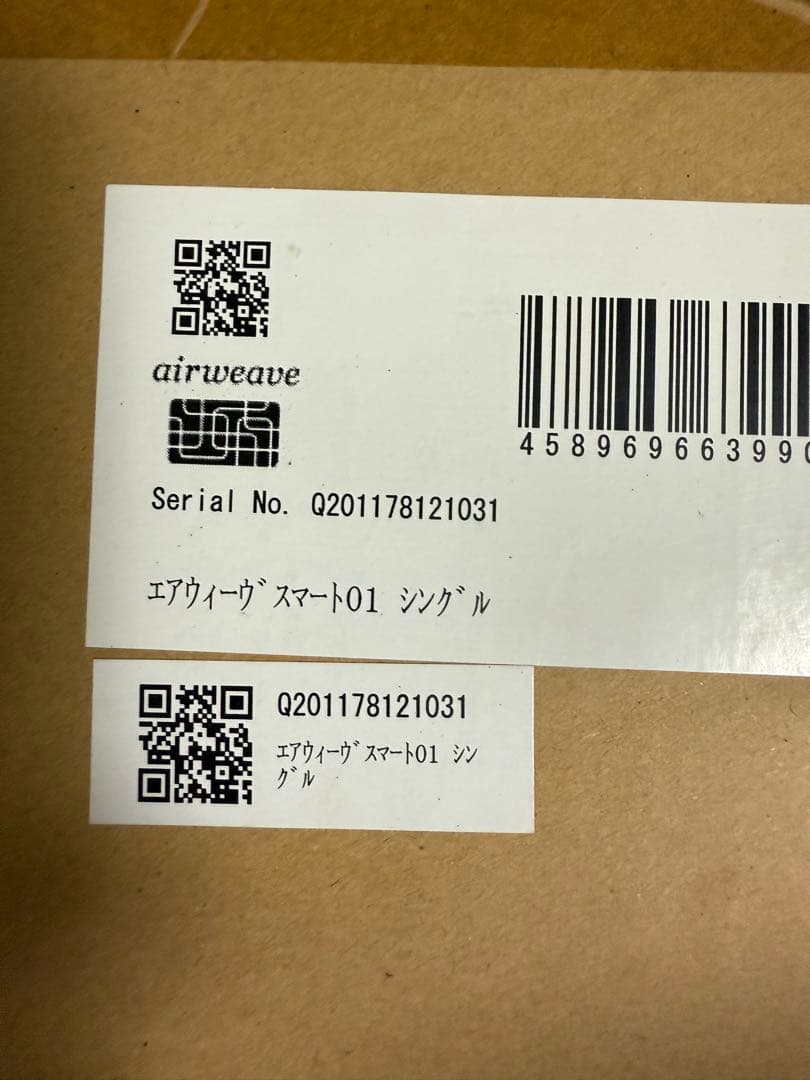 airweave
458969663990
Serial No. Q201178121031
ｴｱｳｨｰｳﾞｽﾏｰﾄ01 ｼﾝｸﾞﾙ
Q201178121031
ｴｱｳｨｰｳﾞｽﾏｰﾄ01 ｼﾝ
ｸﾞﾙ